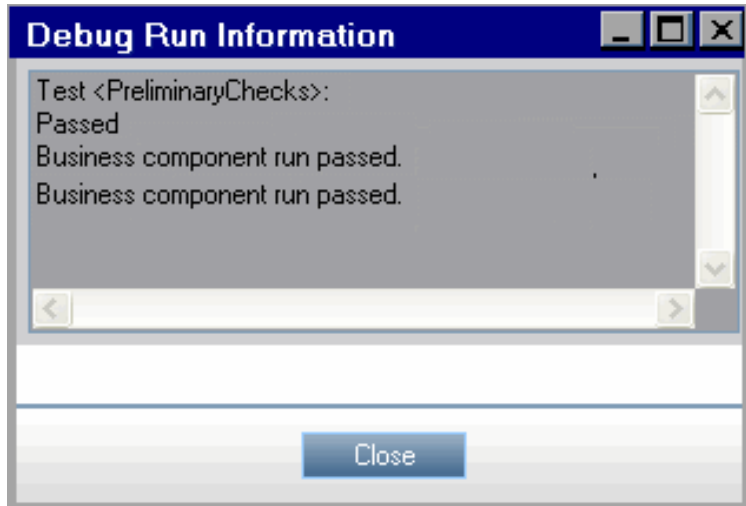 Debug Run Information
Test <PreliminaryChecks>:
Passed
Business component run passed.
Business component run passed.
Close